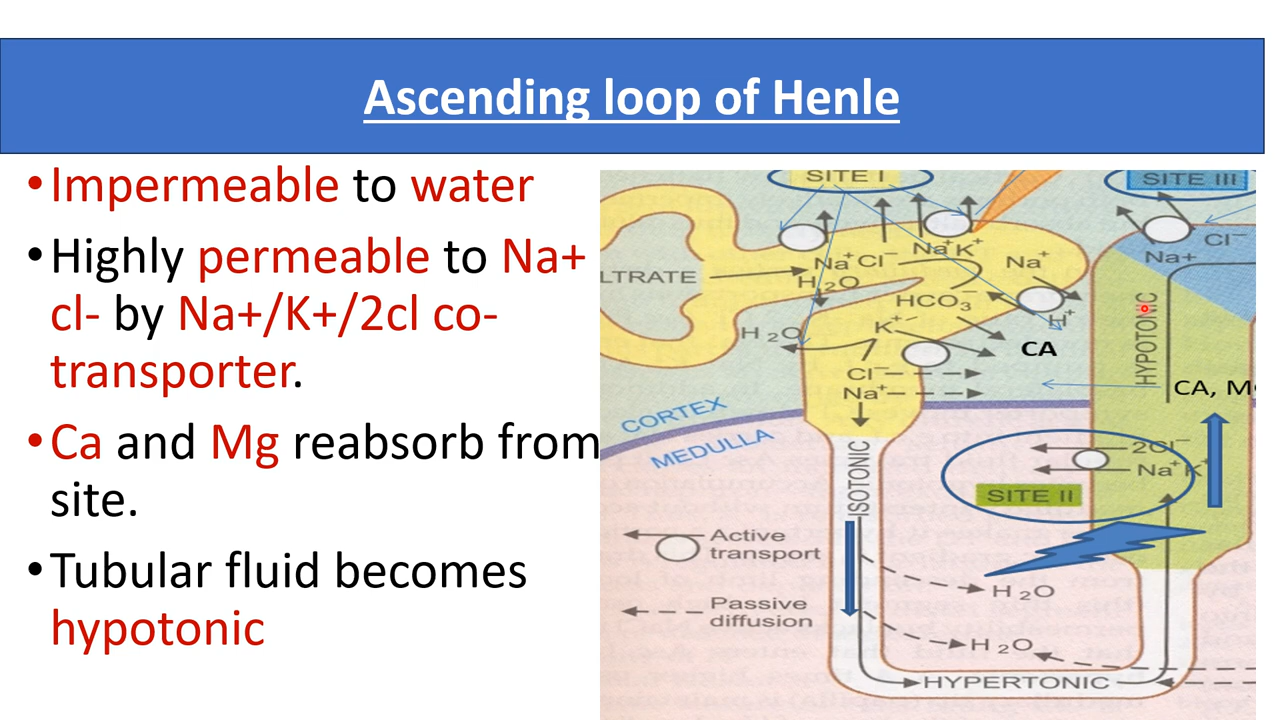 Ascending loop of Henle
•Impermeable to water
•Highly permeable to Na+
cl- by Na+/K+/2cl co-
transporter.
•Ca and Mg reabsorb from
site.
•Tubular fluid becomes
hypotonic
SITE I
SITE III
Cl⁻
Na+
Na⁺Cl⁻
Na⁺K⁺
Na⁺
LTRATE
H₂O
HCO₃⁻
H⁺
K⁺
H₂O
CA
HYPOTONIC
Cl⁻
Na⁺
CA, M
CORTEX
MEDULLA
ISOTONIC
2Cl⁻
Na⁺K⁺
SITE II
Active
transport
H₂O
Passive
diffusion
H₂O
HYPERTONIC